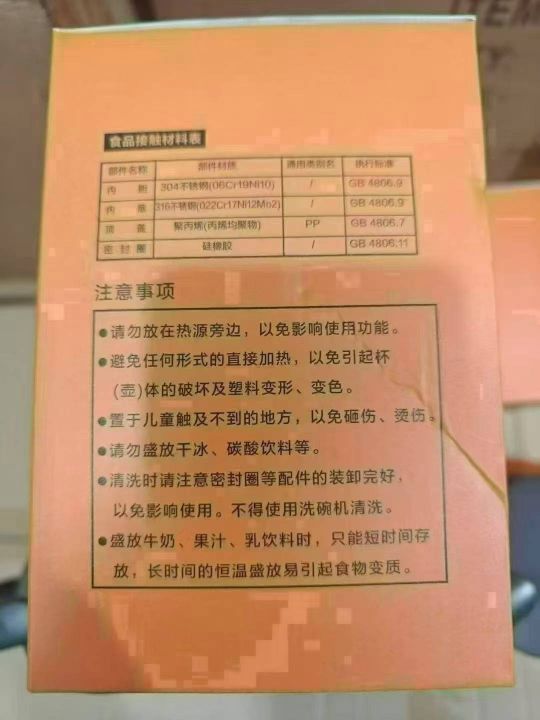 ITEM
食品接触材料表
部件名称 部件材质 通用类别名 执行标准
内 胆 304不锈钢(06Cr19Ni10) / GB 4806.9
内 底 316不锈钢(022Cr17Ni12Mo2) / GB 4806.9
顶 盖 聚丙烯(丙烯均聚物) PP GB 4806.7
密 封 圈 硅橡胶 / GB 4806.11
注意事项
●请勿放在热源旁边，以免影响使用功能。
●避免任何形式的直接加热，以免引起杯
(壶)体的破坏及塑料变形、变色。
●置于儿童触及不到的地方，以免砸伤、烫伤。
●请勿盛放干冰、碳酸饮料等。
●清洗时请注意密封圈等配件的装卸完好，
以免影响使用。不得使用洗碗机清洗。
●盛放牛奶、果汁、乳饮料时，只能短时间存
放，长时间的恒温盛放易引起食物变质。